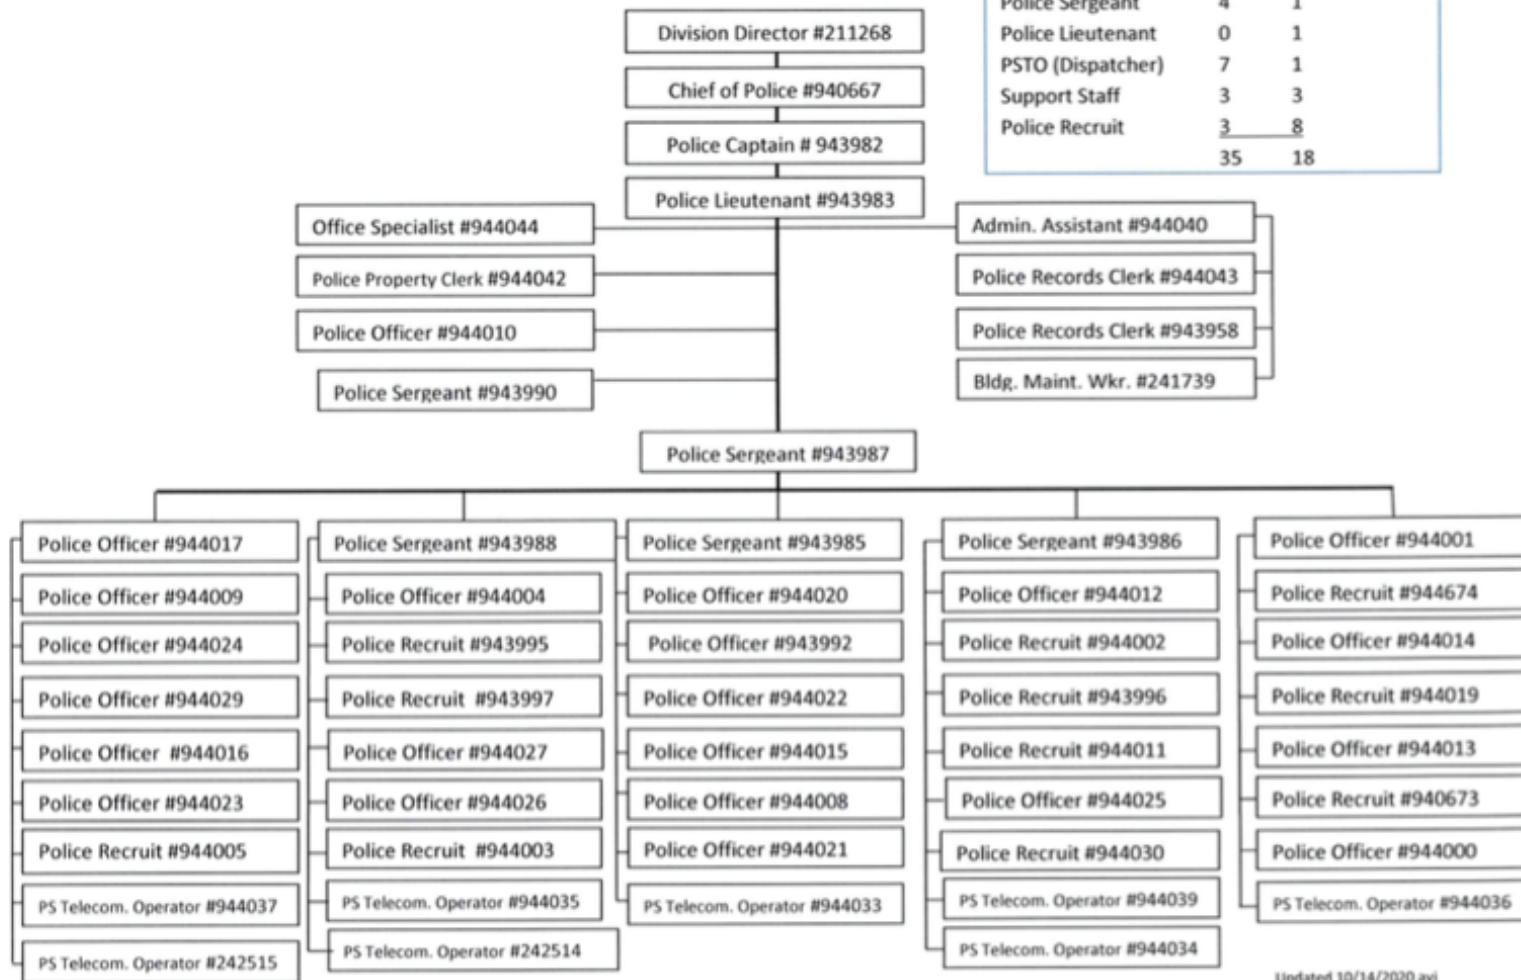 Police Sergeant 4 1
Division Director #211268
Police Lieutenant 0 1
PSTO (Dispatcher) 7 1
Chief of Police #940667
Support Staff 3 3
Police Recruit 3 8
Police Captain # 943982
35 18
Police Lieutenant #943983
Office Specialist #944044
Admin. Assistant #944040
Police Property Clerk #944042
Police Records Clerk #944043
Police Officer #944010
Police Records Clerk #943958
Police Sergeant #943990
Bldg. Maint. Wkr. #241739
Police Sergeant #943987
Police Officer #944017
Police Officer #944009
Police Officer #944024
Police Officer #944029
Police Officer #944016
Police Officer #944023
Police Recruit #944005
PS Telecom. Operator #944037
PS Telecom. Operator #242515
Police Sergeant #943988
Police Officer #944004
Police Recruit #943995
Police Recruit #943997
Police Officer #944027
Police Officer #944026
Police Recruit #944003
PS Telecom. Operator #944035
PS Telecom. Operator #242514
Police Sergeant #943985
Police Officer #944020
Police Officer #943992
Police Officer #944022
Police Officer #944015
Police Officer #944008
Police Officer #944021
PS Telecom. Operator #944033
Police Sergeant #943986
Police Officer #944012
Police Recruit #944002
Police Recruit #943996
Police Recruit #944011
Police Officer #944025
Police Recruit #944030
PS Telecom. Operator #944039
PS Telecom. Operator #944034
Police Officer #944001
Police Recruit #944674
Police Officer #944014
Police Recruit #944019
Police Officer #944013
Police Recruit #940673
Police Officer #944000
PS Telecom. Operator #944036
Updated 10/14/2020